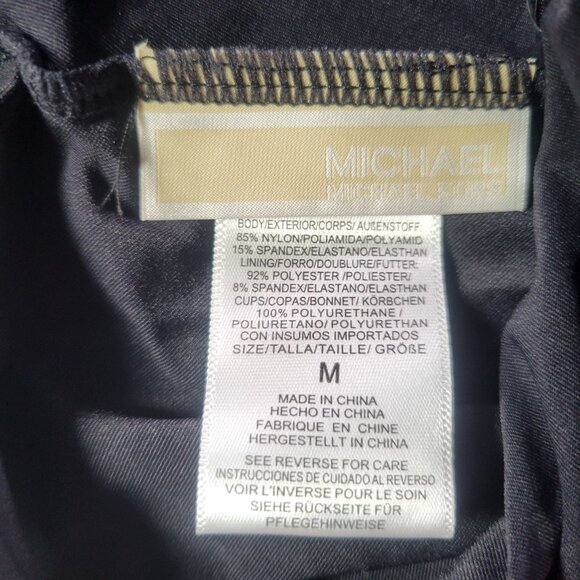 MICHAEL
MICHAEL KORS
BODY/EXTERIOR/CORPS/ AUßENSTOFF:
85% NYLON/POLIAMIDA/POLYAMID
15% SPANDEX/ELASTANO/ELASTHAN
LINING/FORRO/DOUBLURE/FUTTER:
92% POLYESTER /POLIESTER/
8% SPANDEX/ELASTANO/ELASTHAN
CUPS/COPAS/BONNET/ KÖRBCHEN
100% POLYURETHANE /
POLIURETANO/ POLYURETHAN
CON INSUMOS IMPORTADOS
SIZE/TALLA/TAILLE/ GRÖßE
M
MADE IN CHINA
HECHO EN CHINA
FABRIQUE EN CHINE
HERGESTELLT IN CHINA
SEE REVERSE FOR CARE
INSTRUCCIONES DE CUIDADO AL REVERSO
VOIR L'INVERSE POUR LE SOIN
SIEHE RÜCKSEITE FÜR
PFLEGEHINWEISE